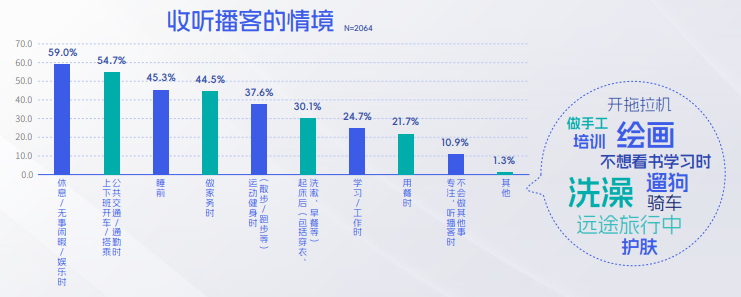 收听播客的情境
N=2064
70.0
60.0
50.0
40.0
30.0
20.0
10.0
0.0
59.0%
54.7%
45.3%
44.5%
37.6%
30.1%
24.7%
21.7%
10.9%
1.3%
休息/无事闲暇/娱乐时
公共交通/通勤时
上下班开车/搭乘
睡前
做家务时
(散步/跑步等)
运动健身时
洗漱、早餐等)
起床后(包括穿衣、
学习/工作时
用餐时
不会做其他事
专注、听播客时
其他
开拖拉机
做手工
培训
绘画
不想看书学习时
洗澡
遛狗
骑车
远途旅行中
护肤